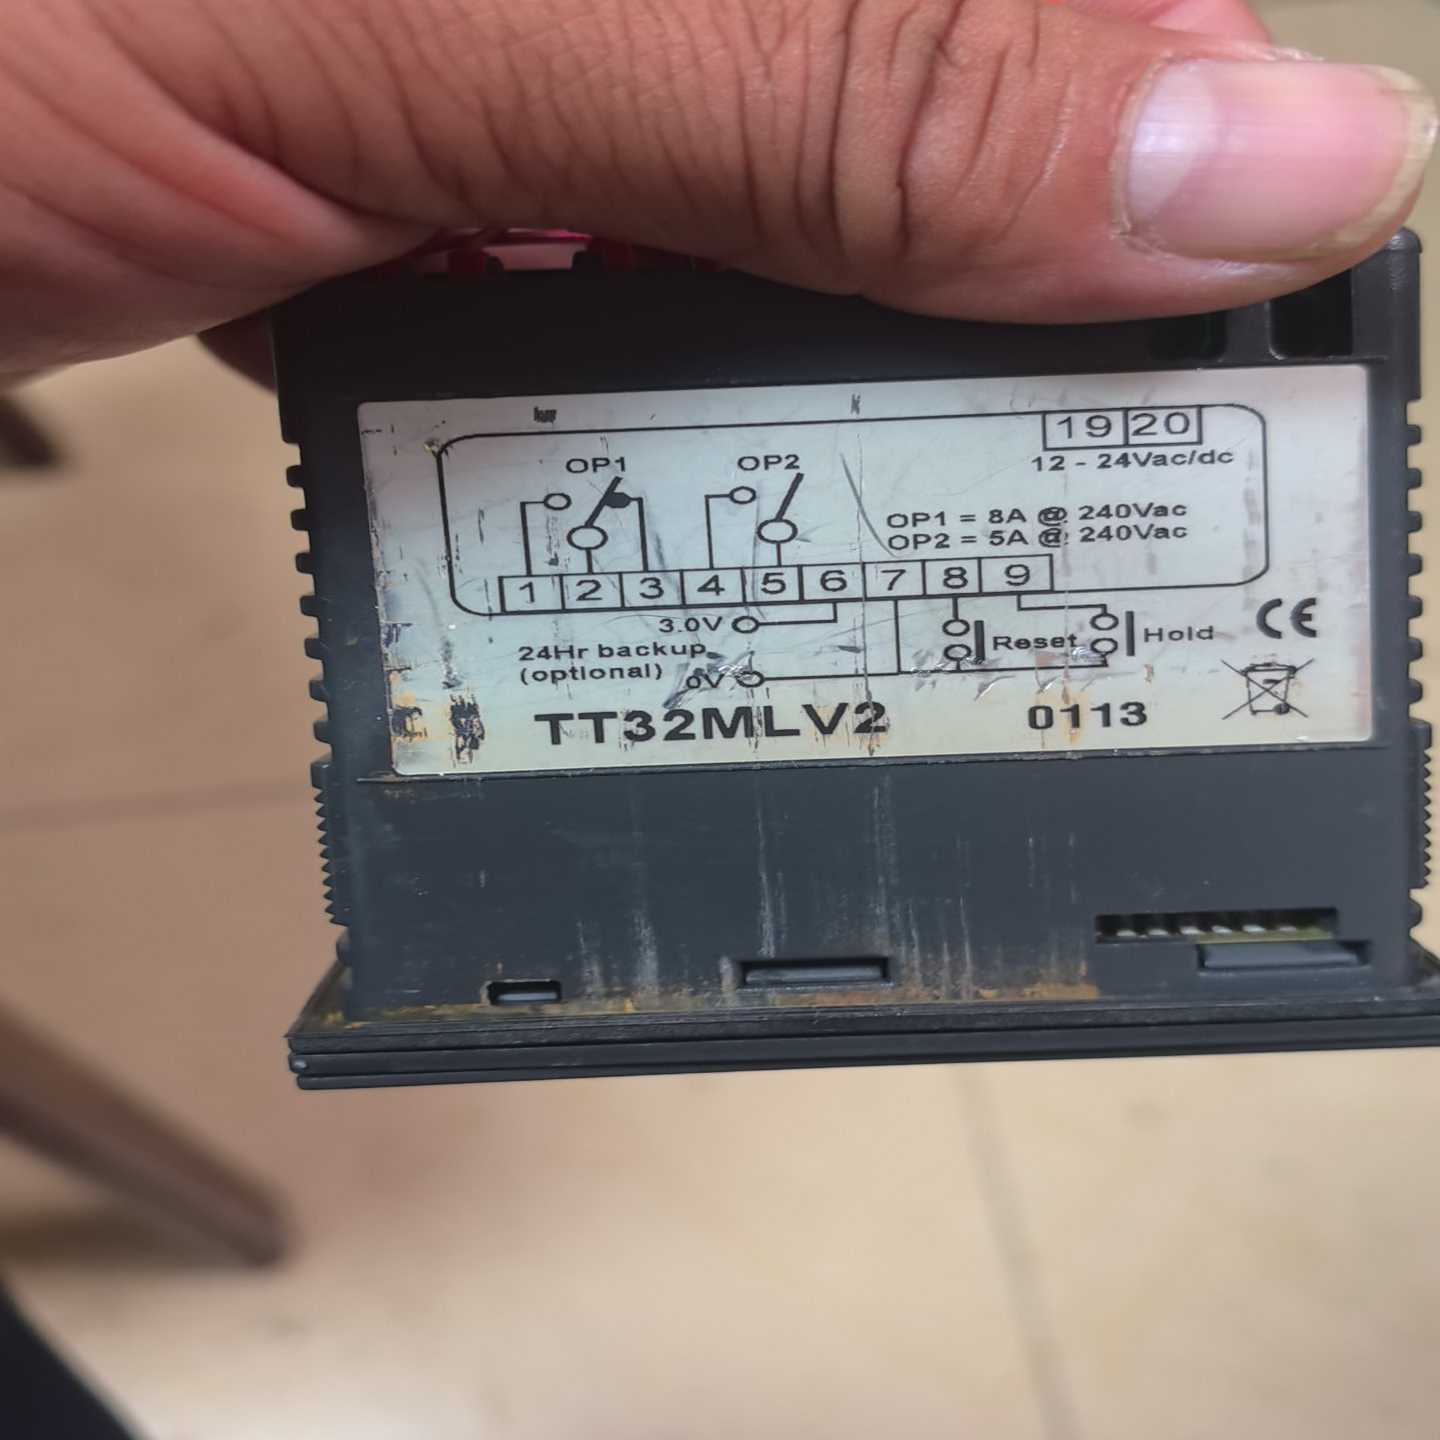 19 20
12 - 24Vac/dc
OP1 OP2
OP1 = 8A @ 240Vac
OP2 = 5A @ 240Vac
1 2 3 4 5 6 7 8 9
3.0V
24Hr backup
(optional)
0V
Reset
Hold
CE
TT32MLV2 0113